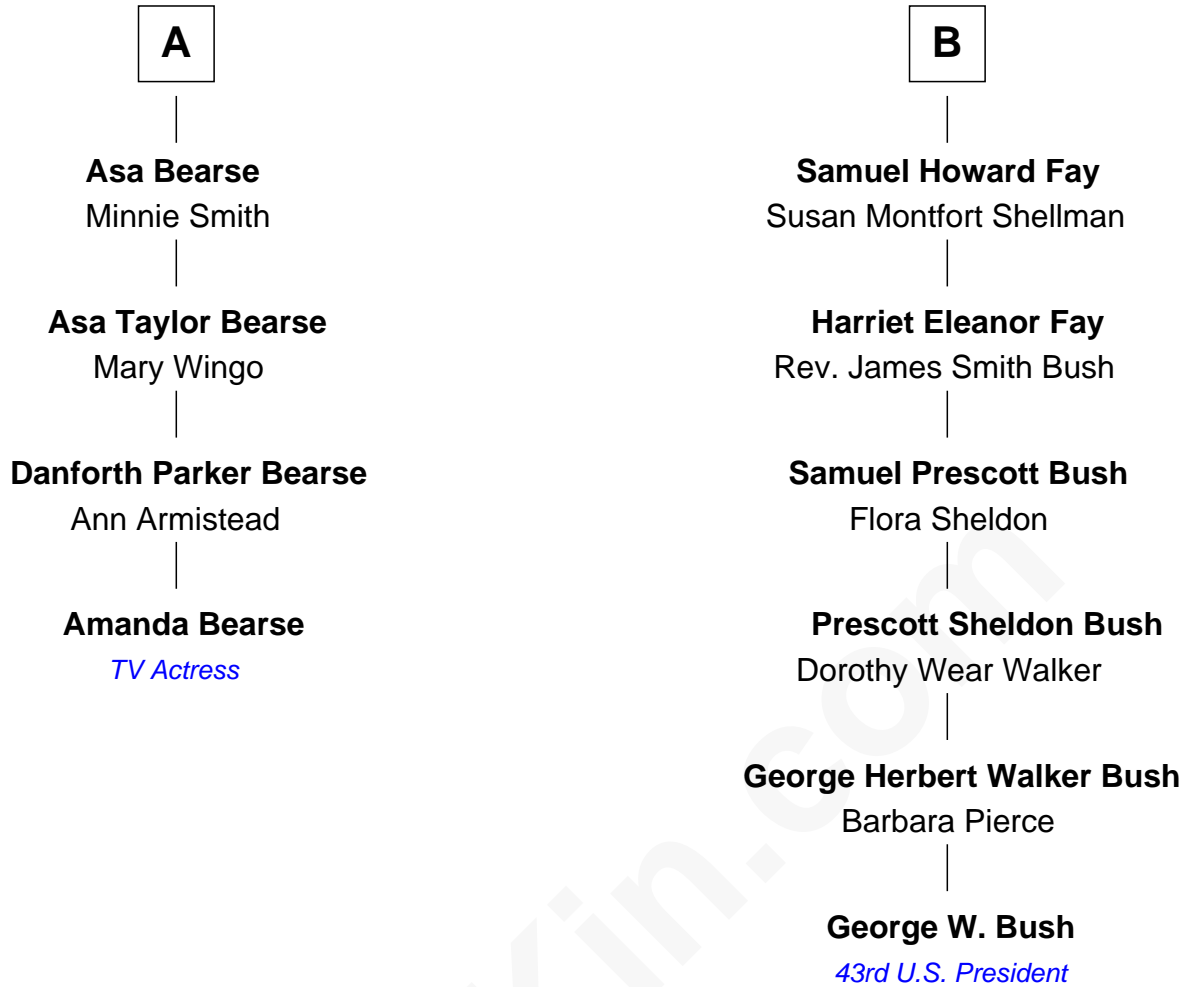 A
Asa Bearse
Minnie Smith
Asa Taylor Bearse
Mary Wingo
Danforth Parker Bearse
Ann Armistead
Amanda Bearse
TV Actress
B
Samuel Howard Fay
Susan Montfort Shellman
Harriet Eleanor Fay
Rev. James Smith Bush
Samuel Prescott Bush
Flora Sheldon
Prescott Sheldon Bush
Dorothy Wear Walker
George Herbert Walker Bush
Barbara Pierce
George W. Bush
43rd U.S. President
Kin.com